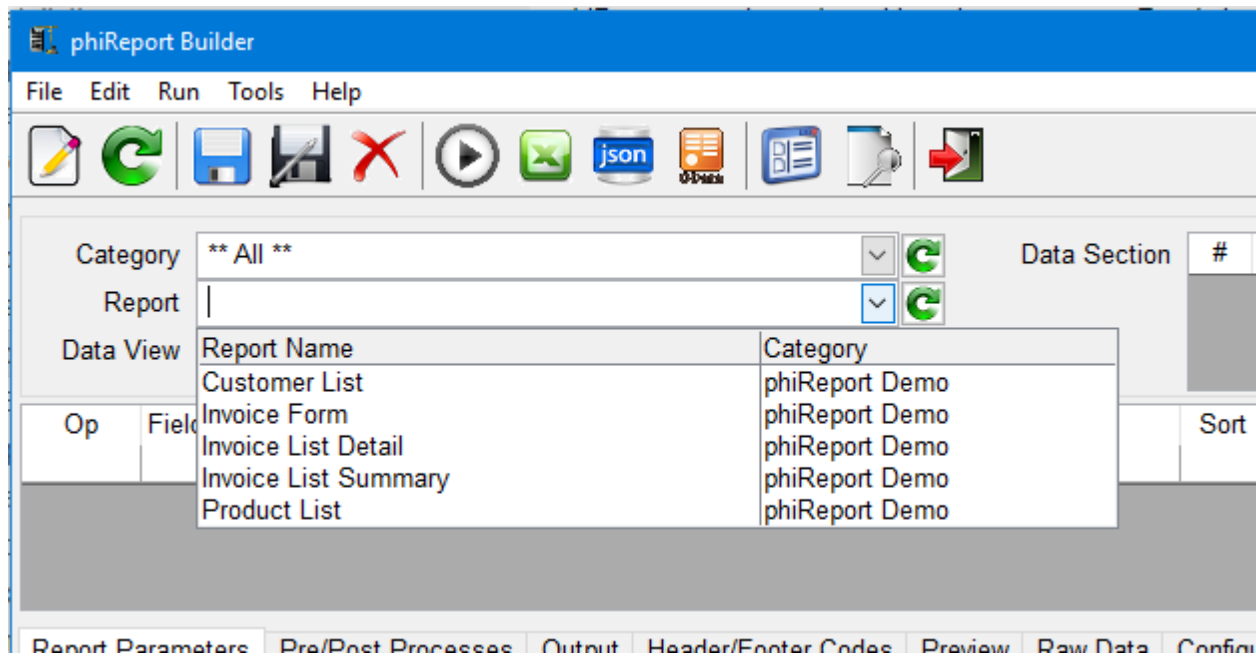 phiReport Builder
File Edit Run Tools Help
json
Category ** All ** Data Section #
Report
Data View Report Name Category
Customer List phiReport Demo
Op Invoice Form phiReport Demo Sort
Invoice List Detail phiReport Demo
Invoice List Summary phiReport Demo
Product List phiReport Demo
Report Parameters Pre/Post Processes Output Header/Footer Codes Preview Raw Data